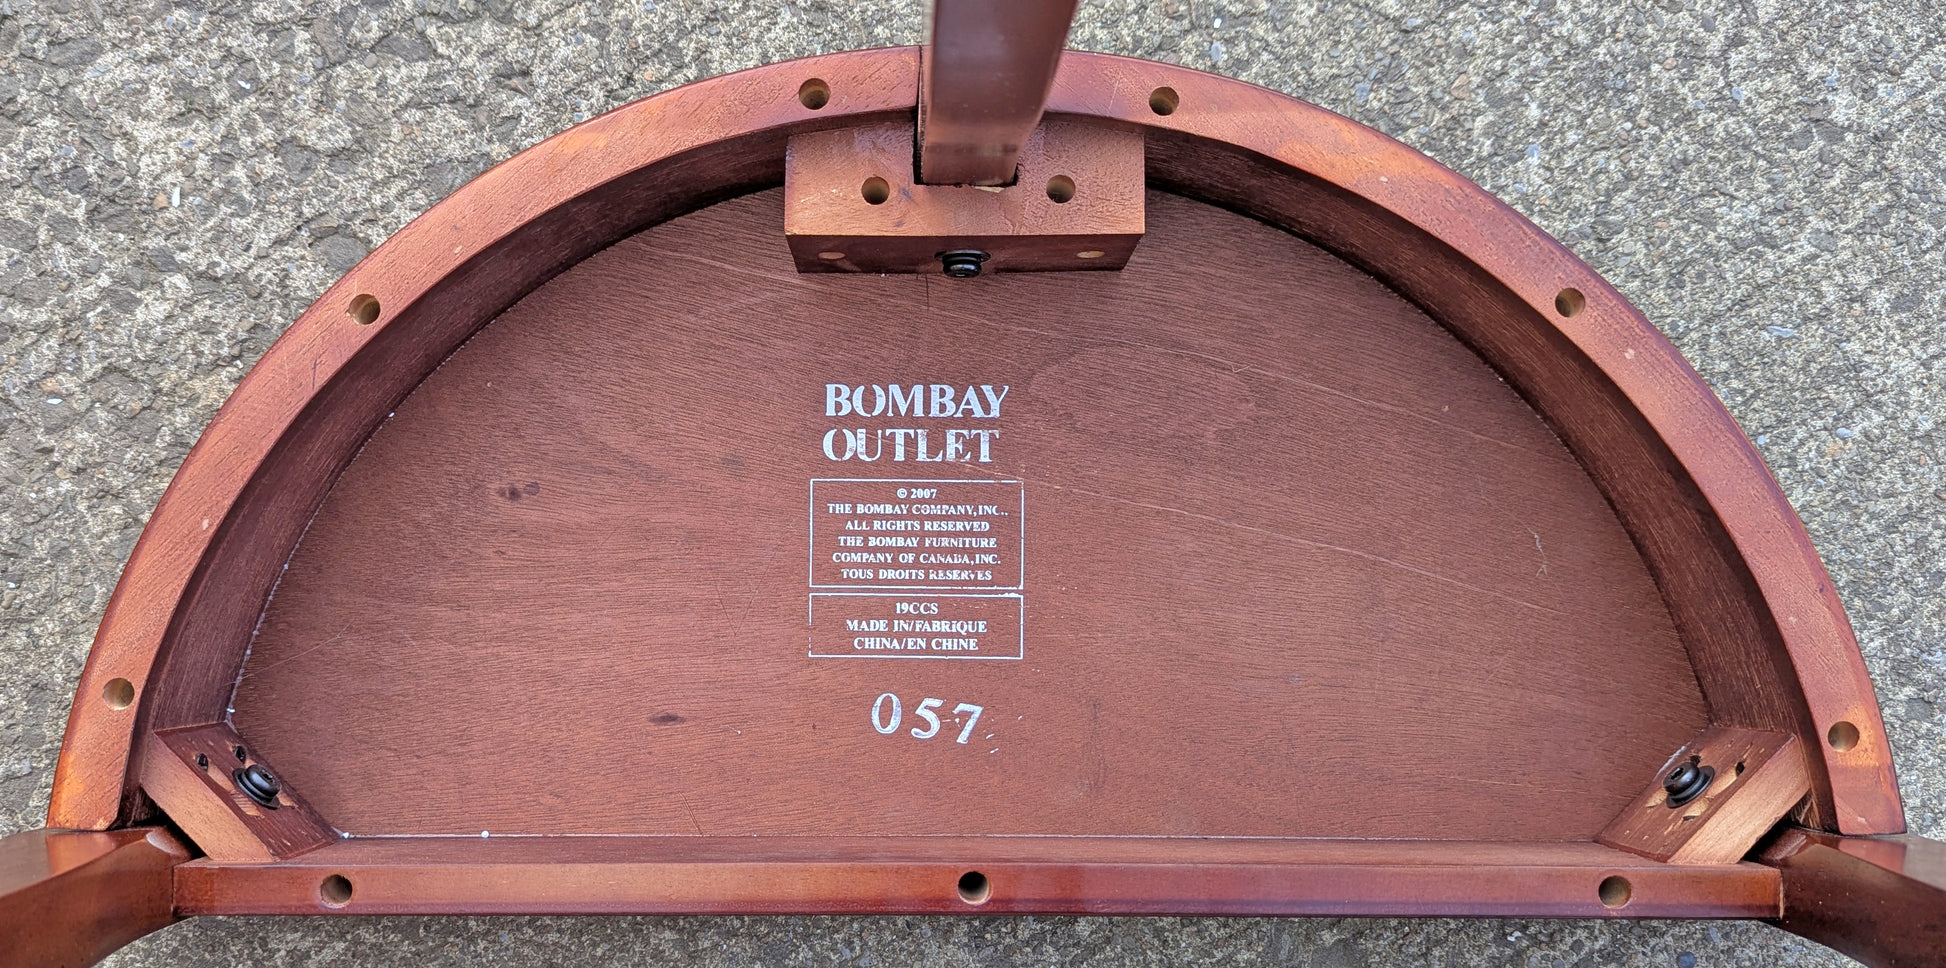 BOMBAY
OUTLET
© 2007
THE BOMBAY COMPANY, INC.,
ALL RIGHTS RESERVED
THE BOMBAY FURNITURE
COMPANY OF CANADA, INC.
TOUS DROITS RESERVES
19CCS
MADE IN/FABRIQUE
CHINA/EN CHINE
057